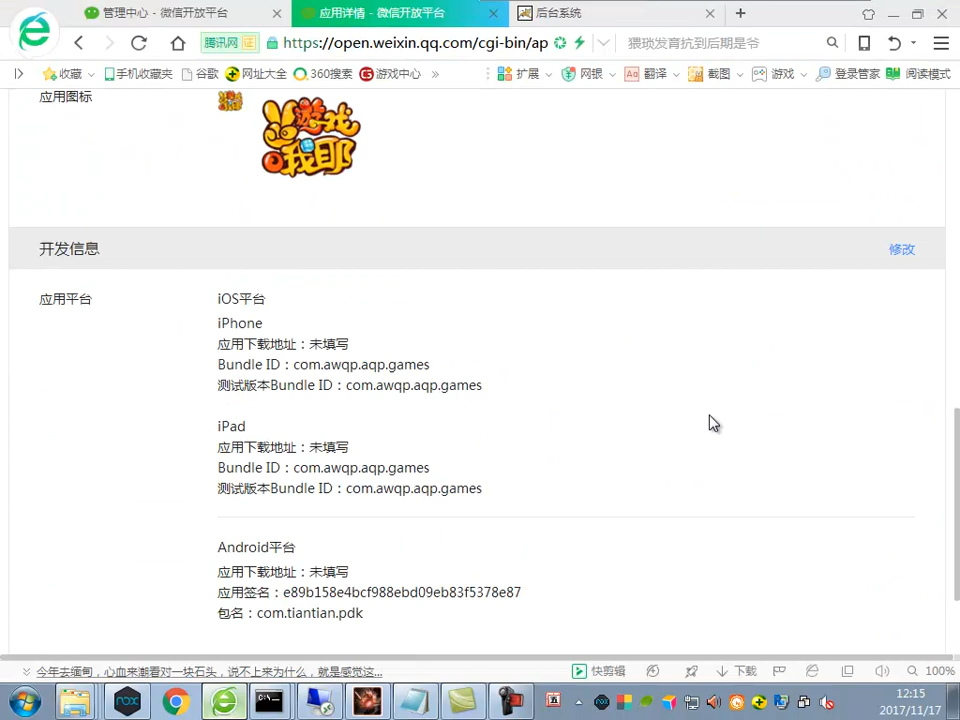 管理中心 - 微信开放平台
应用详情 - 微信开放平台
后台系统
腾讯网 证 https://open.weixin.qq.com/cgi-bin/ap 猥琐发育抗到后期是爷
收藏 手机收藏夹 谷歌 网址大全 360搜索 游戏中心 » 扩展 网银 翻译 截图 游戏 登录管家 阅读模式
应用图标
游戏
我耶
开发信息 修改
应用平台 iOS平台
iPhone
应用下载地址：未填写
Bundle ID：com.awqp.aqp.games
测试版本Bundle ID：com.awqp.aqp.games
iPad
应用下载地址：未填写
Bundle ID：com.awqp.aqp.games
测试版本Bundle ID：com.awqp.aqp.games
Android平台
应用下载地址：未填写
应用签名：e89b158e4bcf988ebd09eb83f5378e87
包名：com.tiantian.pdk
今年去缅甸，心血来潮看对一块石头，说不上来为什么，就是感觉这... 快剪辑 下载 100%
12:15
2017/11/17